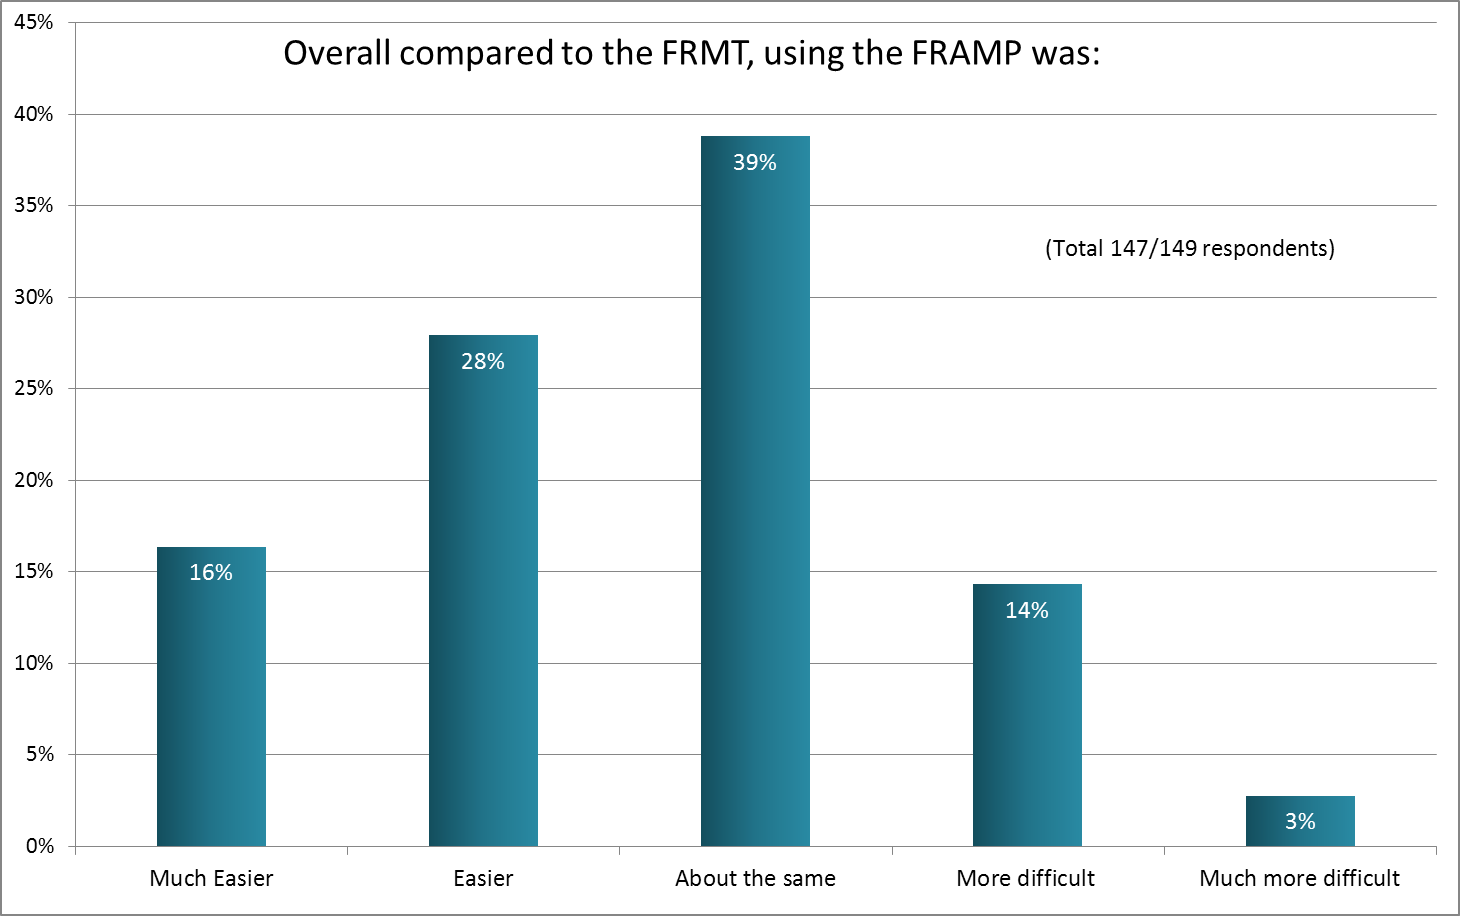 Overall compared to the FRMT, using the FRAMP was:
45%
40%
35%
30%
25%
20%
15%
10%
5%
0%
(Total 147/149 respondents)
16%
28%
39%
14%
3%
Much Easier
Easier
About the same
More difficult
Much more difficult